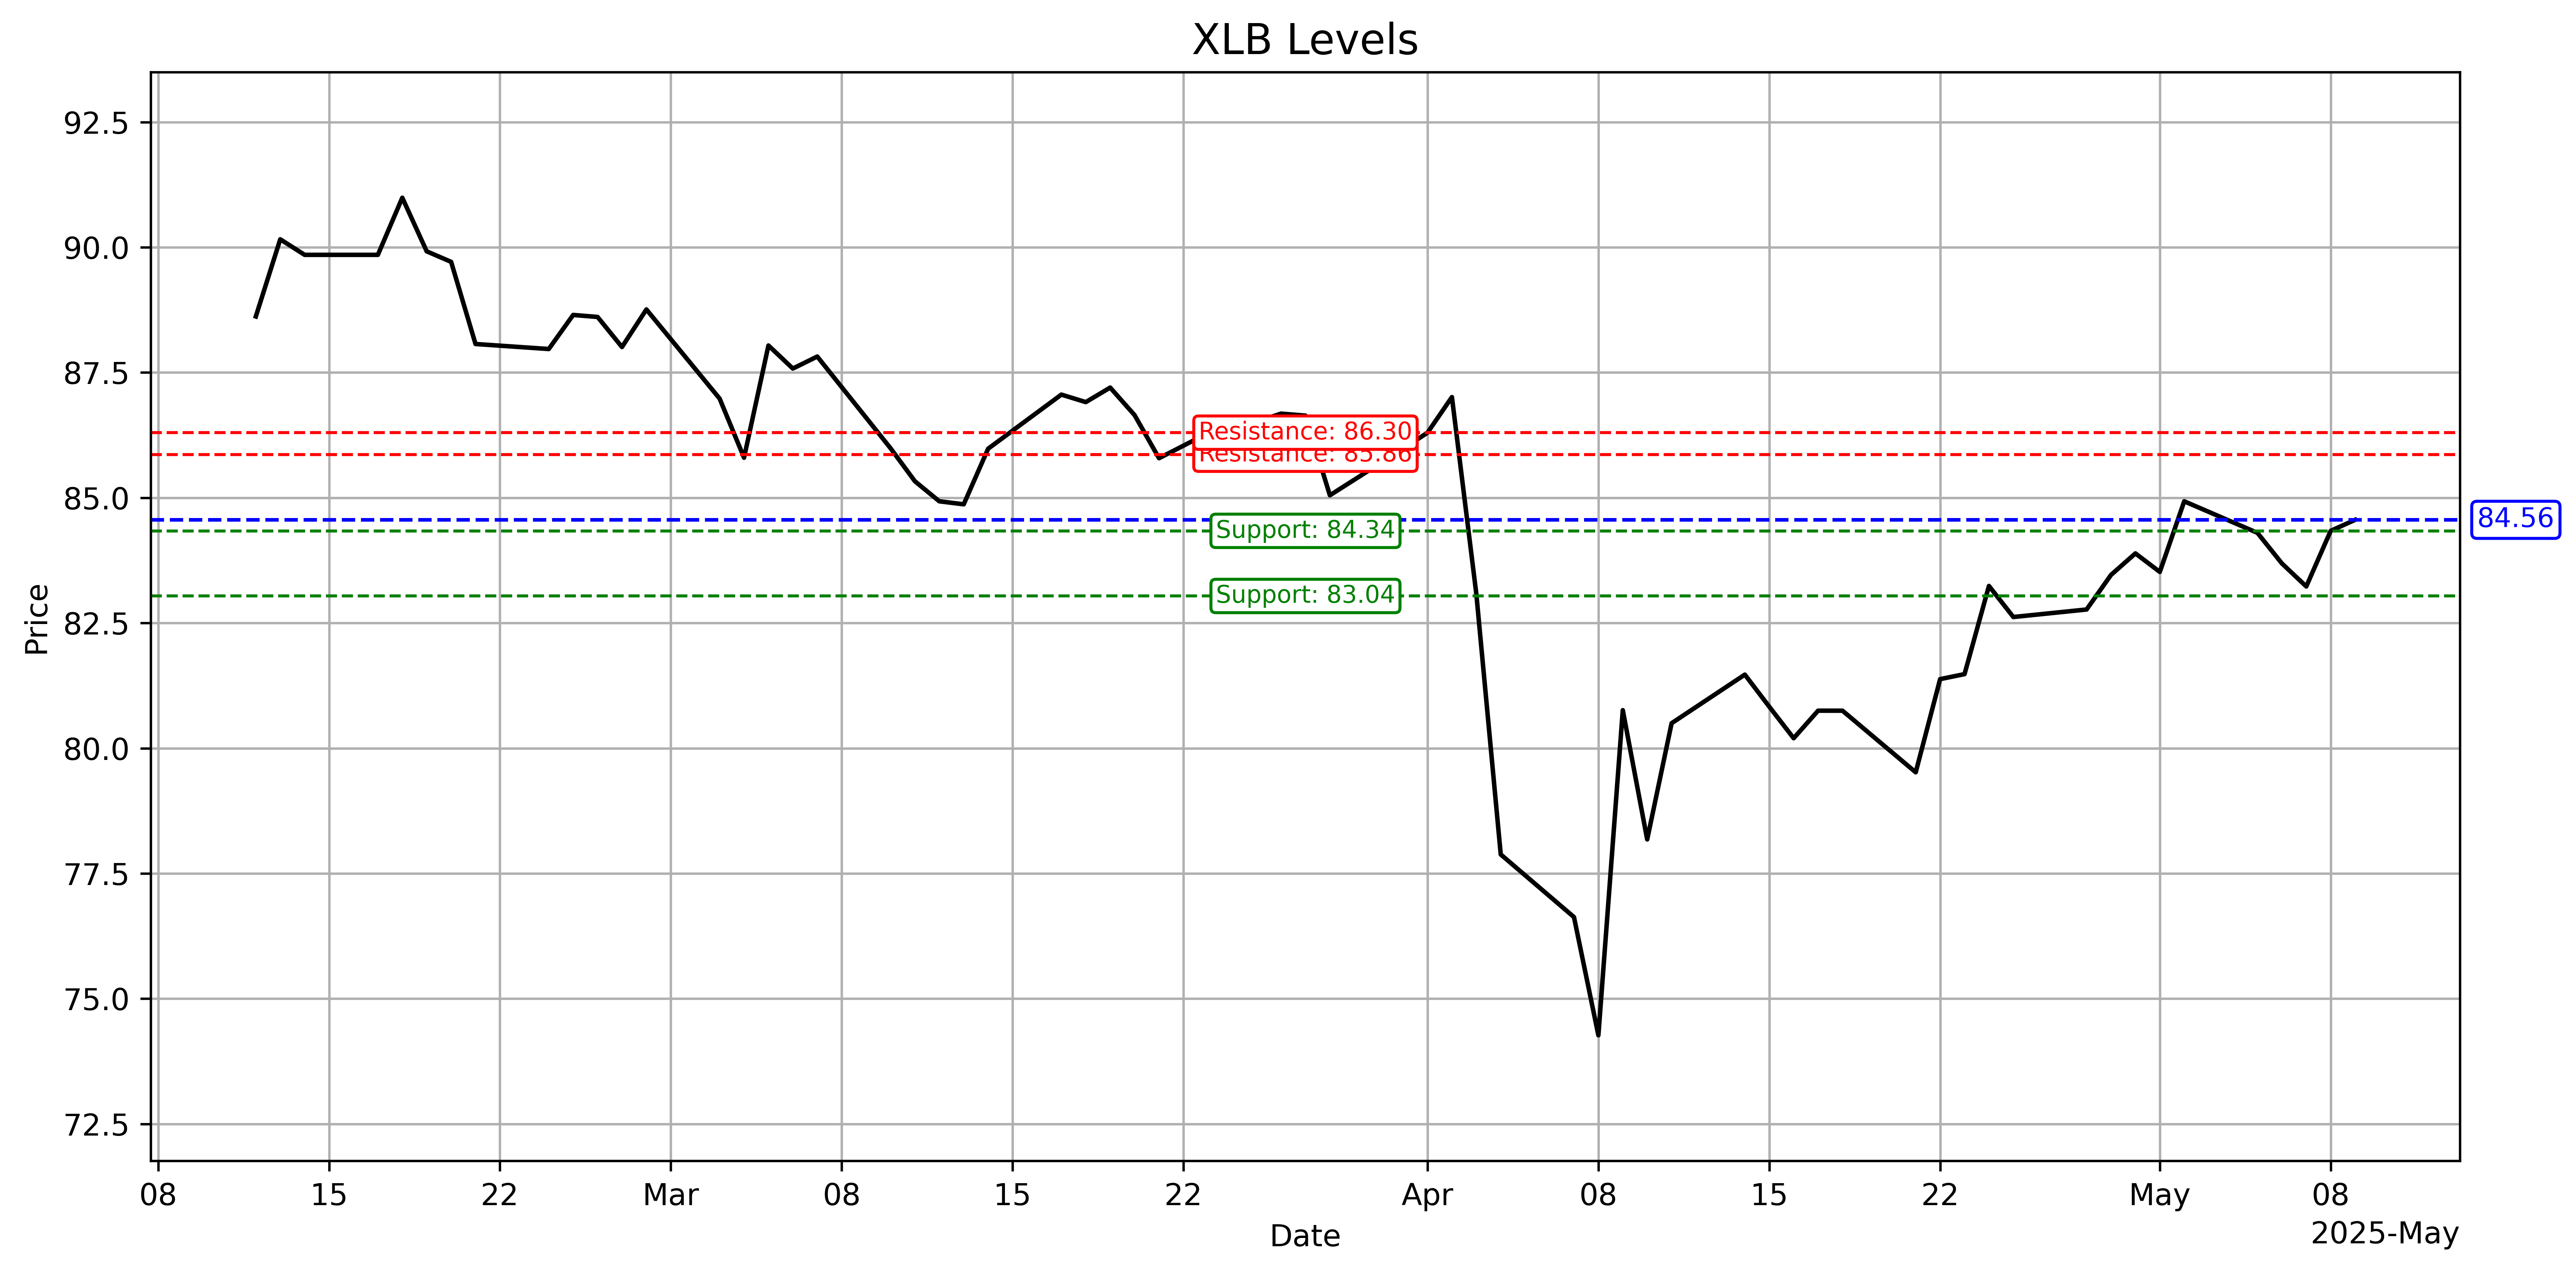 XLB Levels
92.5
90.0
87.5
85.0
82.5
80.0
77.5
75.0
72.5
Price
Resistance: 86.30
Resistance: 85.86
Support: 84.34
Support: 83.04
84.56
08 15 22 Mar 08 15 22 Apr 08 15 22 May 08
Date
2025-May